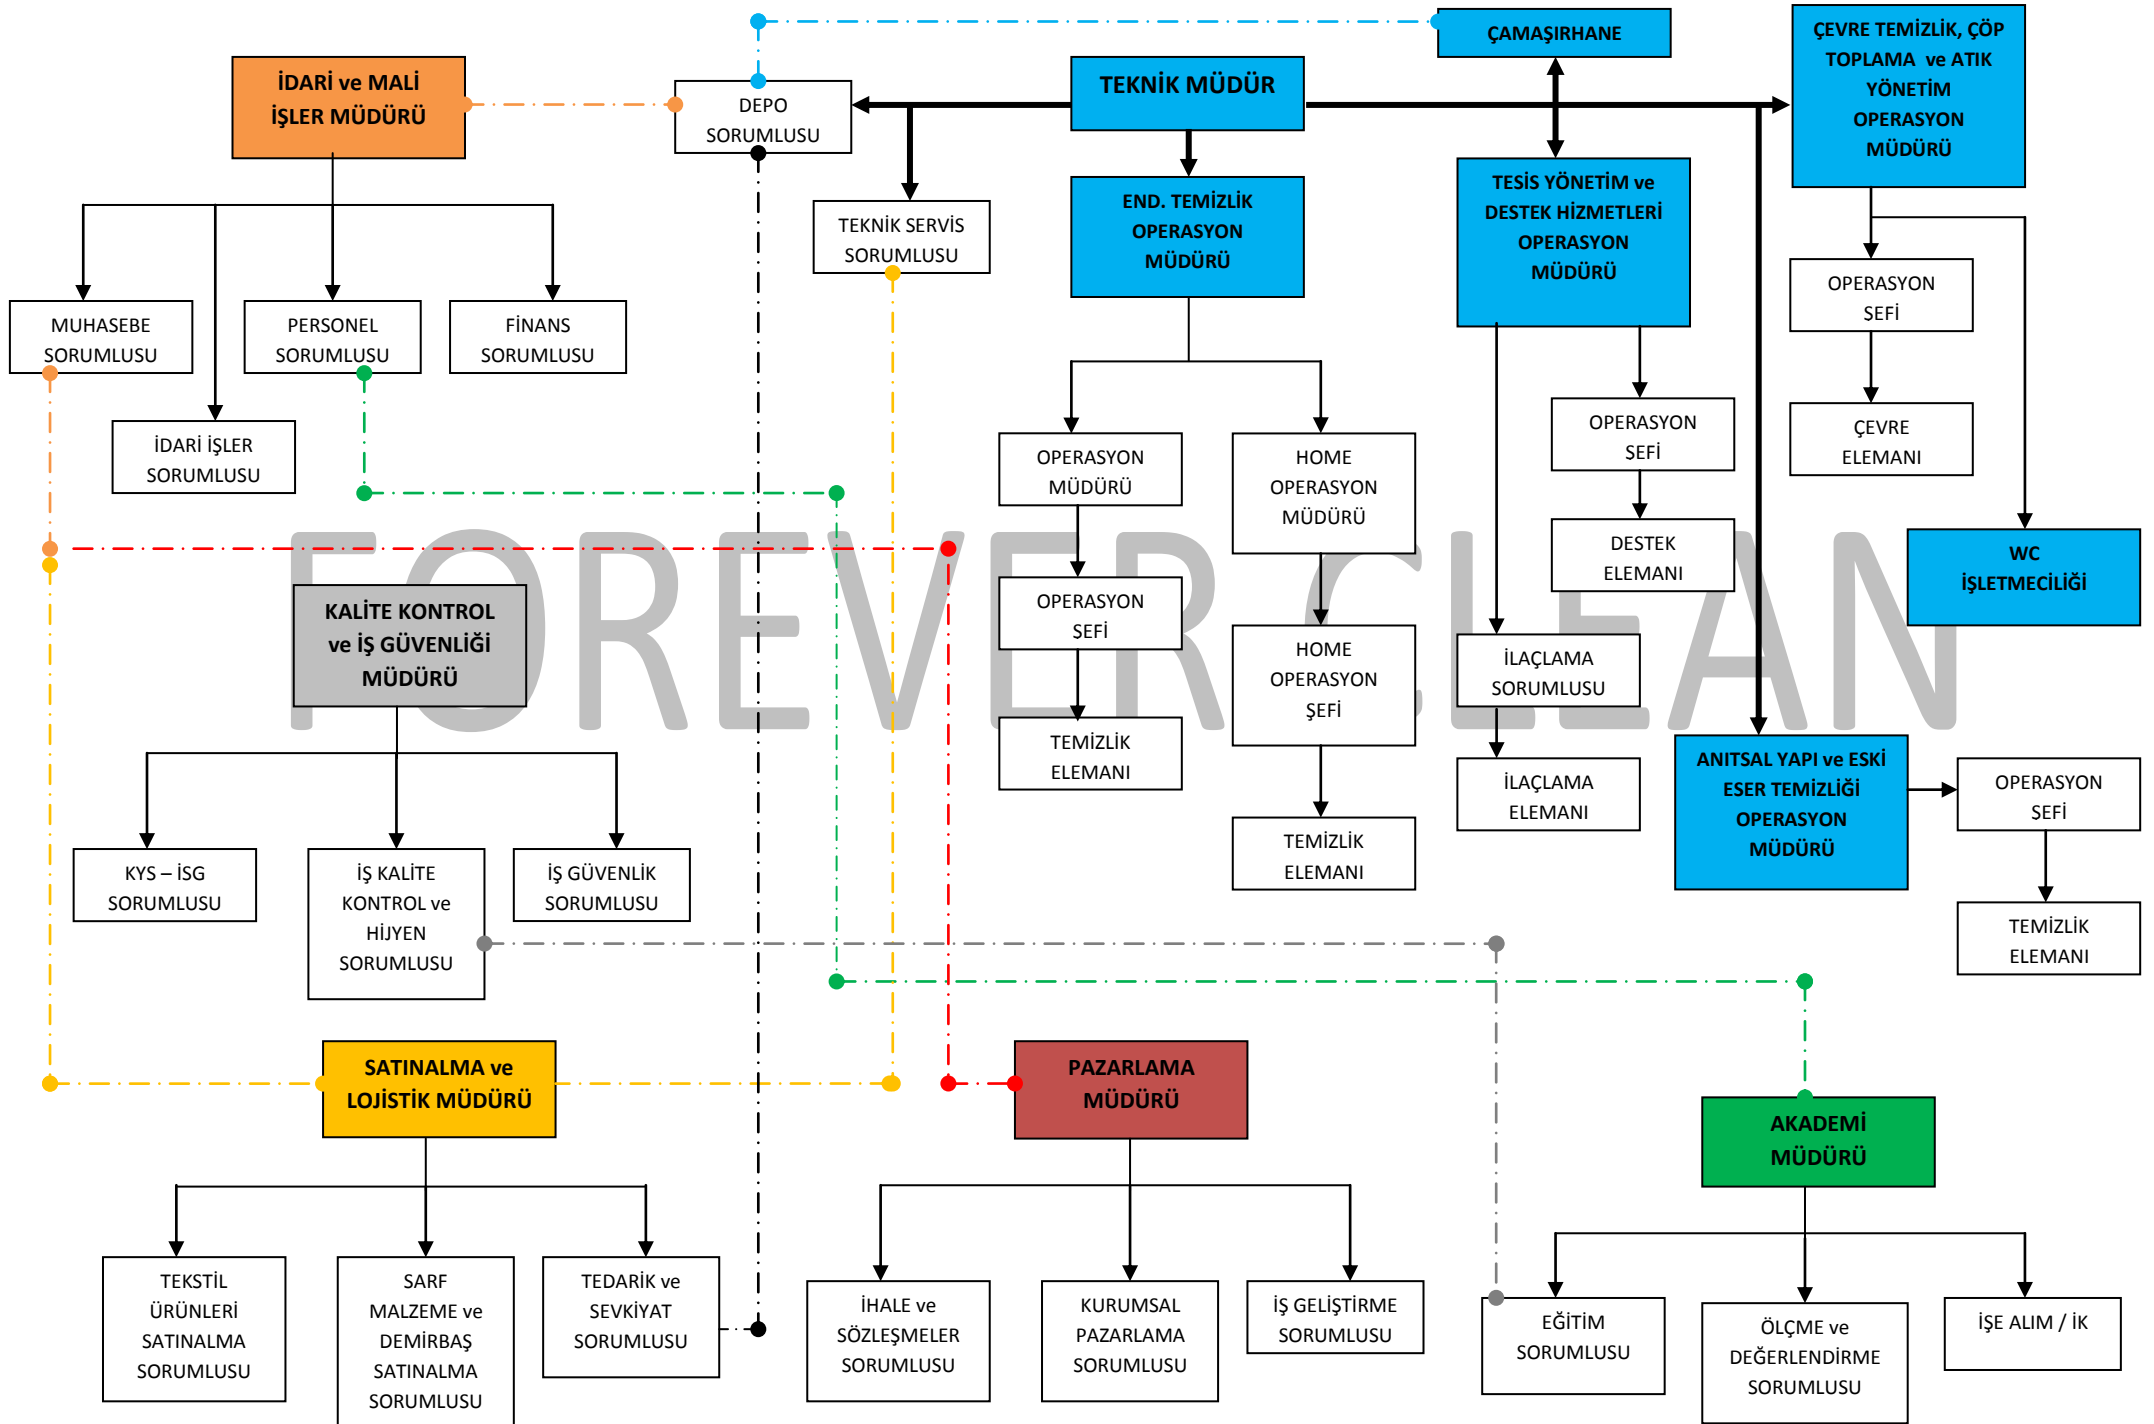 ÇAMAŞIRHANE
ÇEVRE TEMİZLİK, ÇÖP
TOPLAMA ve ATIK
YÖNETİM
OPERASYON
MÜDÜRÜ
İDARİ ve MALİ
İŞLER MÜDÜRÜ
DEPO
SORUMLUSU
TEKNİK MÜDÜR
TEKNİK SERVİS
SORUMLUSU
END. TEMİZLİK
OPERASYON
MÜDÜRÜ
TESİS YÖNETİM ve
DESTEK HİZMETLERİ
OPERASYON
MÜDÜRÜ
OPERASYON
ŞEFİ
MUHASEBE
SORUMLUSU
PERSONEL
SORUMLUSU
FİNANS
SORUMLUSU
İDARİ İŞLER
SORUMLUSU
OPERASYON
MÜDÜRÜ
HOME
OPERASYON
MÜDÜRÜ
OPERASYON
ŞEFİ
ÇEVRE
ELEMANI
DESTEK
ELEMANI
WC
İŞLETMECİLİĞİ
FOREVER CLEAN
KALİTE KONTROL
ve İŞ GÜVENLİĞİ
MÜDÜRÜ
OPERASYON
ŞEFİ
HOME
OPERASYON
ŞEFİ
İLAÇLAMA
SORUMLUSU
TEMİZLİK
ELEMANI
İLAÇLAMA
ELEMANI
ANITSAL YAPI ve ESKİ
ESER TEMİZLİĞİ
OPERASYON
MÜDÜRÜ
OPERASYON
ŞEFİ
KYS – İSG
SORUMLUSU
İŞ KALİTE
KONTROL ve
HİJYEN
SORUMLUSU
İŞ GÜVENLİK
SORUMLUSU
TEMİZLİK
ELEMANI
TEMİZLİK
ELEMANI
SATINALMA ve
LOJİSTİK MÜDÜRÜ
PAZARLAMA
MÜDÜRÜ
AKADEMİ
MÜDÜRÜ
TEKSTİL
ÜRÜNLERİ
SATINALMA
SORUMLUSU
SARF
MALZEME ve
DEMİRBAŞ
SATINALMA
SORUMLUSU
TEDARİK ve
SEVKİYAT
SORUMLUSU
İHALE ve
SÖZLEŞMELER
SORUMLUSU
KURUMSAL
PAZARLAMA
SORUMLUSU
İŞ GELİŞTİRME
SORUMLUSU
EĞİTİM
SORUMLUSU
ÖLÇME ve
DEĞERLENDİRME
SORUMLUSU
İŞE ALIM / İK